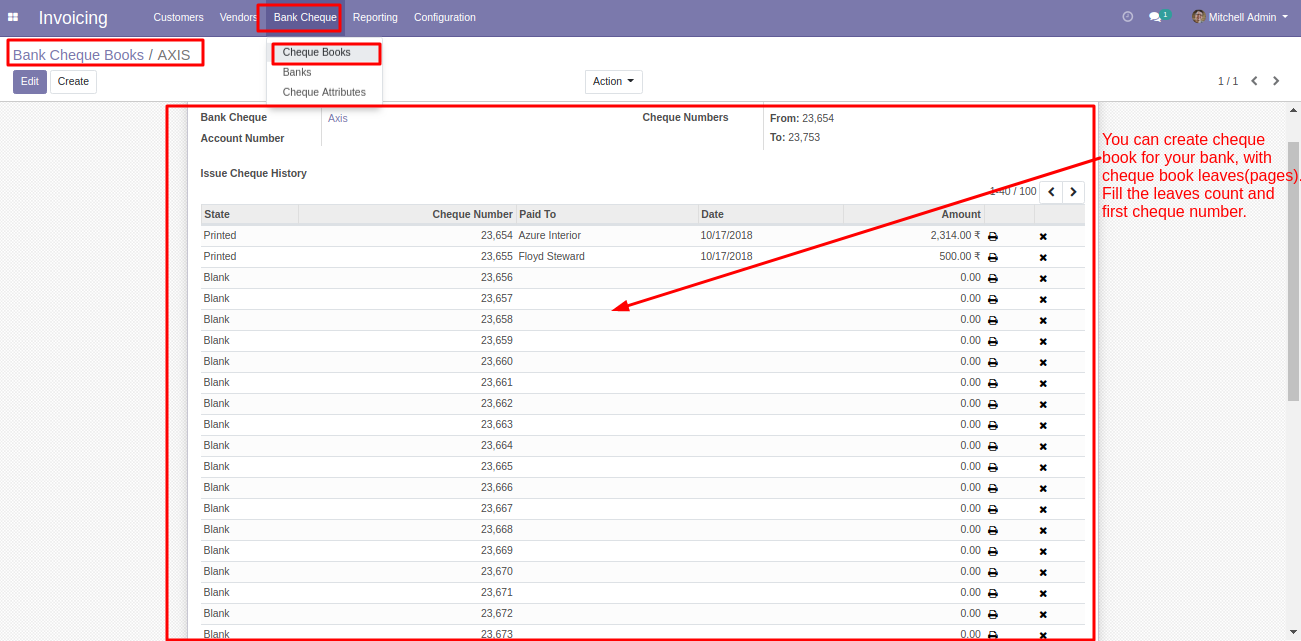 Invoicing Customers Vendors Bank Cheque Reporting Configuration 1 Mitchell Admin
Bank Cheque Books / AXIS
Cheque Books
Banks
Cheque Attributes
Edit Create Action 1 / 1
Bank Cheque Axis Cheque Numbers From: 23,654
Account Number To: 23,753
You can create cheque
book for your bank, with
cheque book leaves(pages).
Fill the leaves count and
first cheque number.
Issue Cheque History
1-40 / 100
State Cheque Number Paid To Date Amount
Printed 23,654 Azure Interior 10/17/2018 2,314.00 ₹
Printed 23,655 Floyd Steward 10/17/2018 500.00 ₹
Blank 23,656 0.00
Blank 23,657 0.00
Blank 23,658 0.00
Blank 23,659 0.00
Blank 23,660 0.00
Blank 23,661 0.00
Blank 23,662 0.00
Blank 23,663 0.00
Blank 23,664 0.00
Blank 23,665 0.00
Blank 23,666 0.00
Blank 23,667 0.00
Blank 23,668 0.00
Blank 23,669 0.00
Blank 23,670 0.00
Blank 23,671 0.00
Blank 23,672 0.00
Blank 23,673 0.00